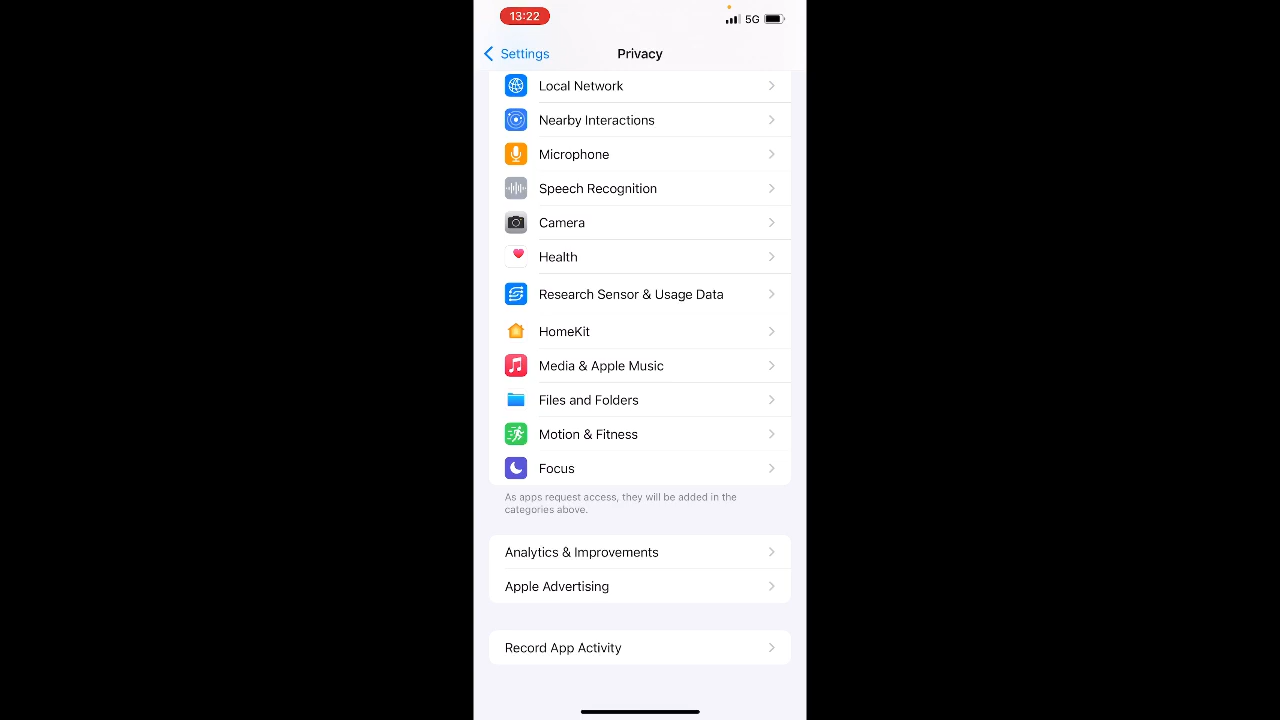 13:22
5G
Settings
Privacy
Local Network
Nearby Interactions
Microphone
Speech Recognition
Camera
Health
Research Sensor & Usage Data
HomeKit
Media & Apple Music
Files and Folders
Motion & Fitness
Focus
As apps request access, they will be added in the
categories above.
Analytics & Improvements
Apple Advertising
Record App Activity